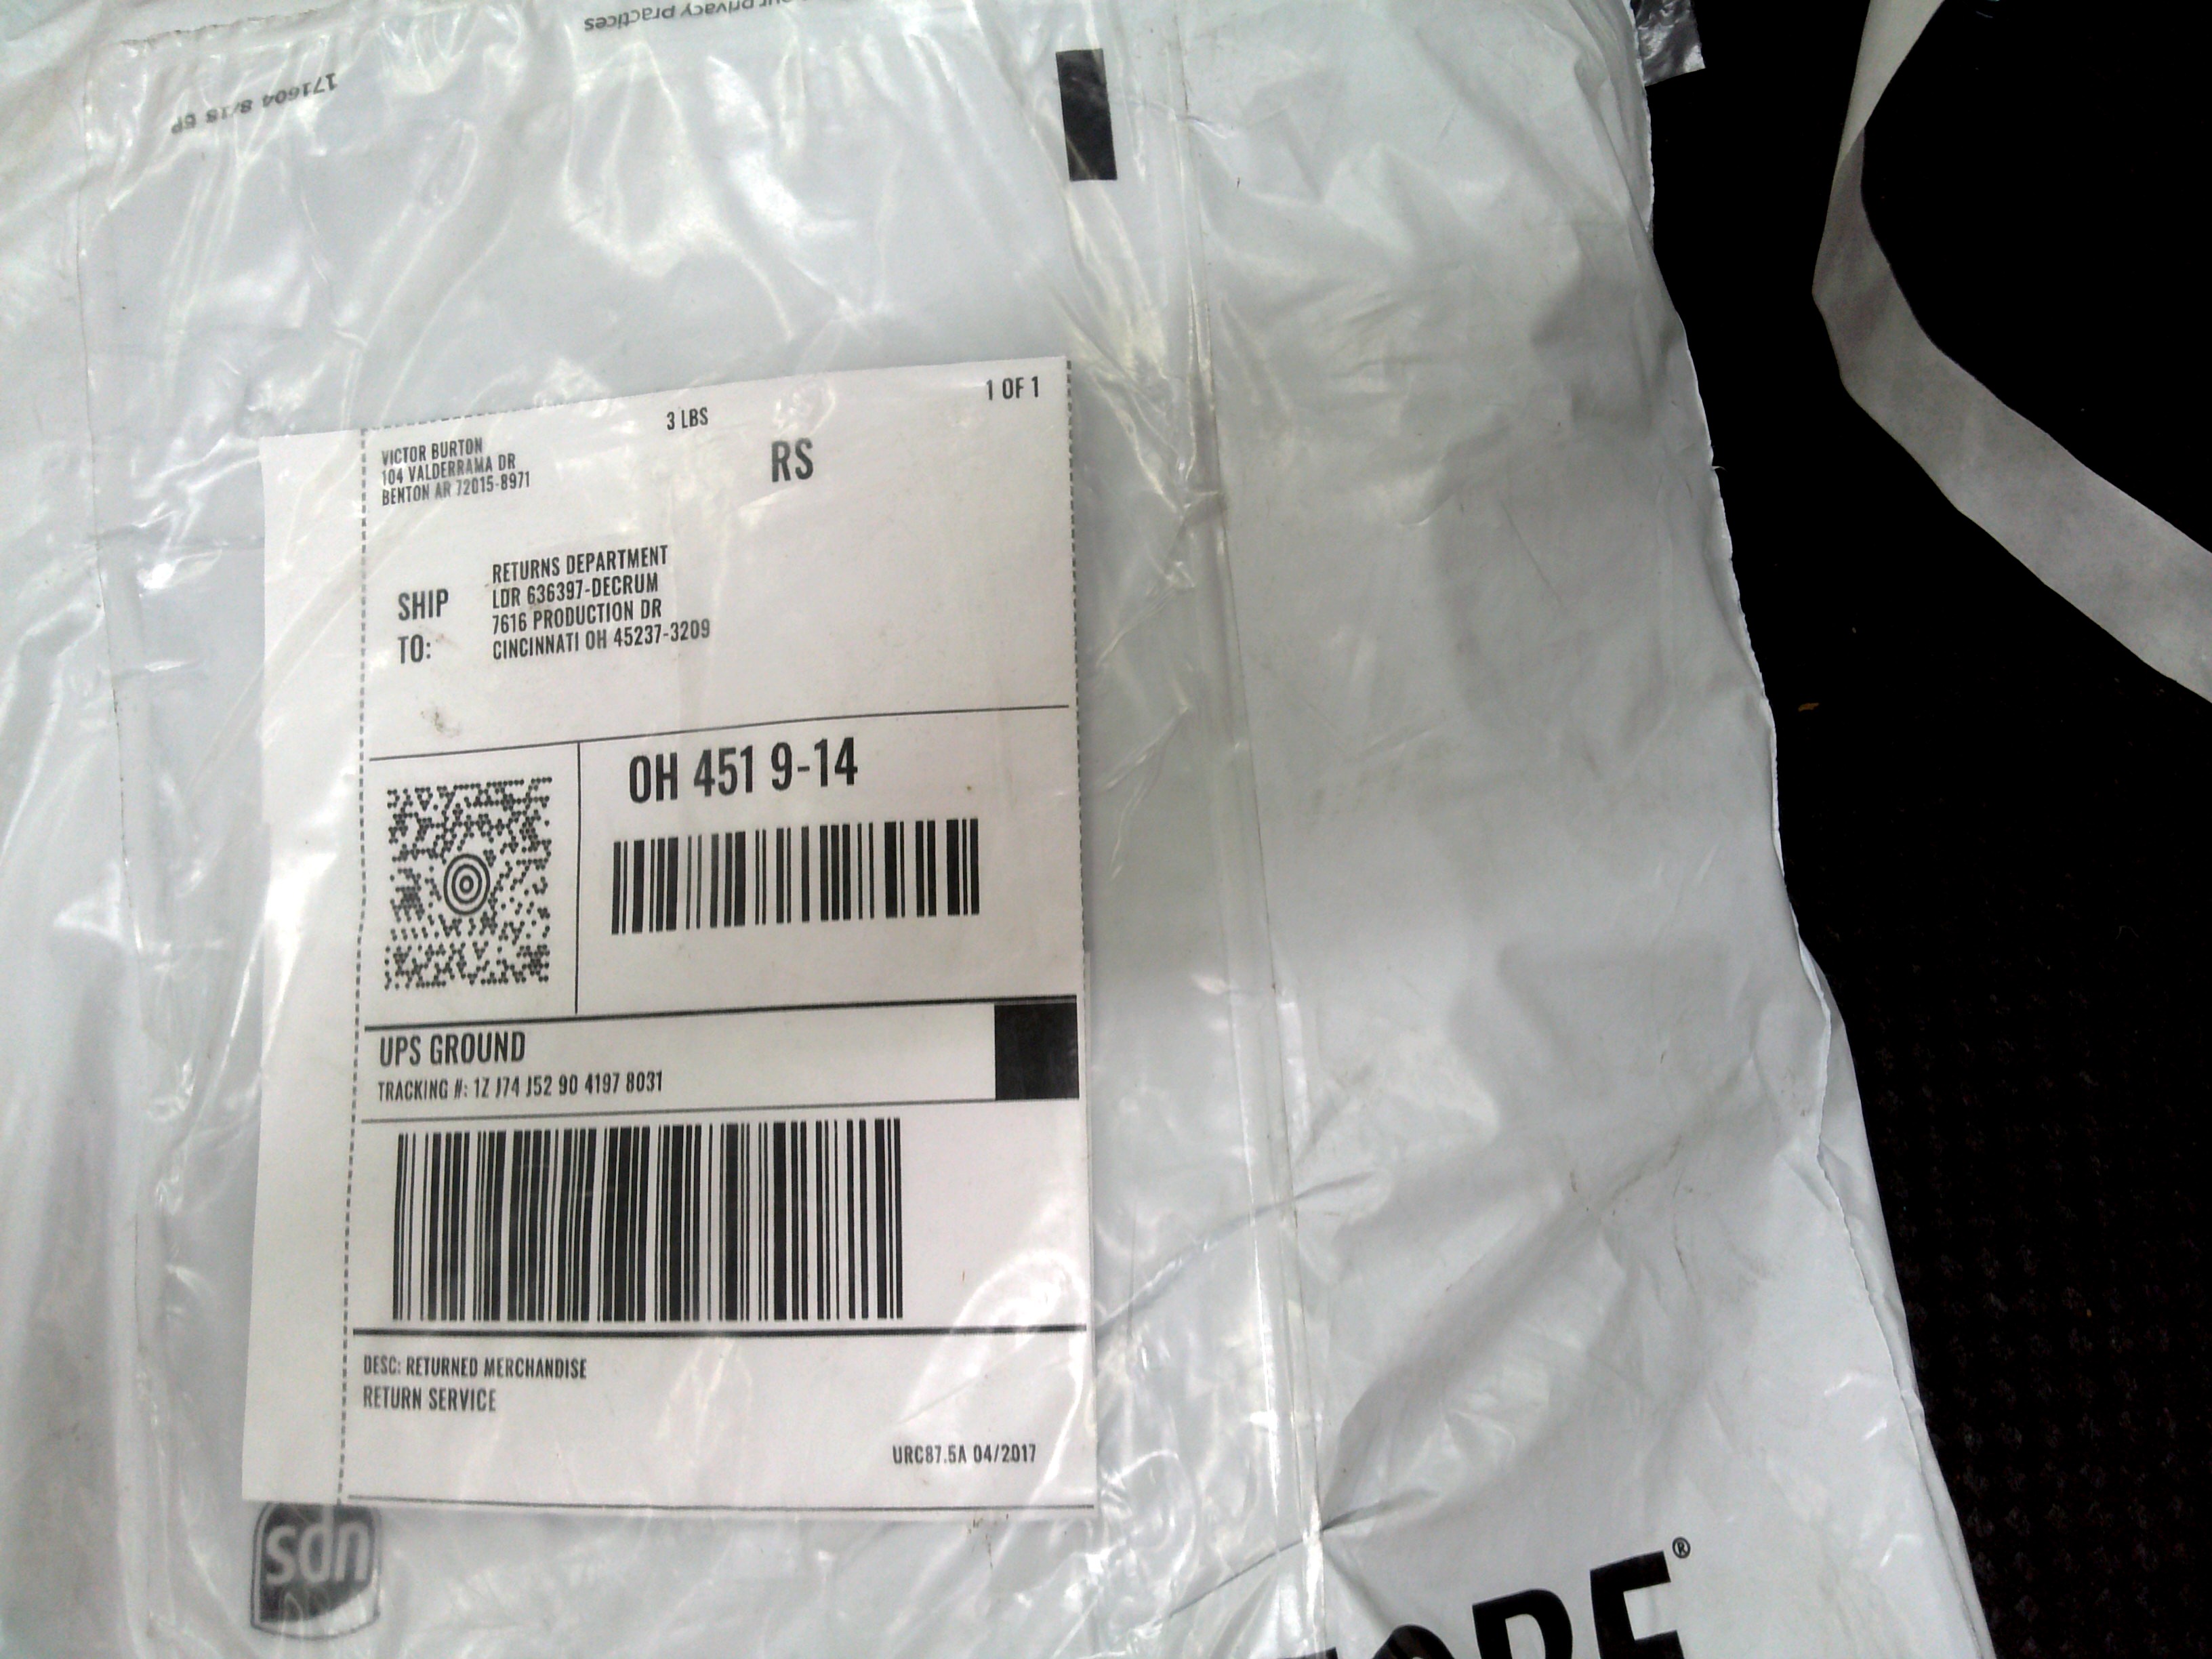 our privacy practices
171604 8/18 6P
1 OF 1
3 LBS
RS
VICTOR BURTON
104 VALDERRAMA DR
BENTON AR 72015-8971
SHIP
TO:
RETURNS DEPARTMENT
LDR 636397-DECRUM
7616 PRODUCTION DR
CINCINNATI OH 45237-3209
OH 451 9-14
UPS GROUND
TRACKING #: 1Z J74 J52 90 4197 8031
DESC: RETURNED MERCHANDISE
RETURN SERVICE
URC87.5A 04/2017
ups
ORE®